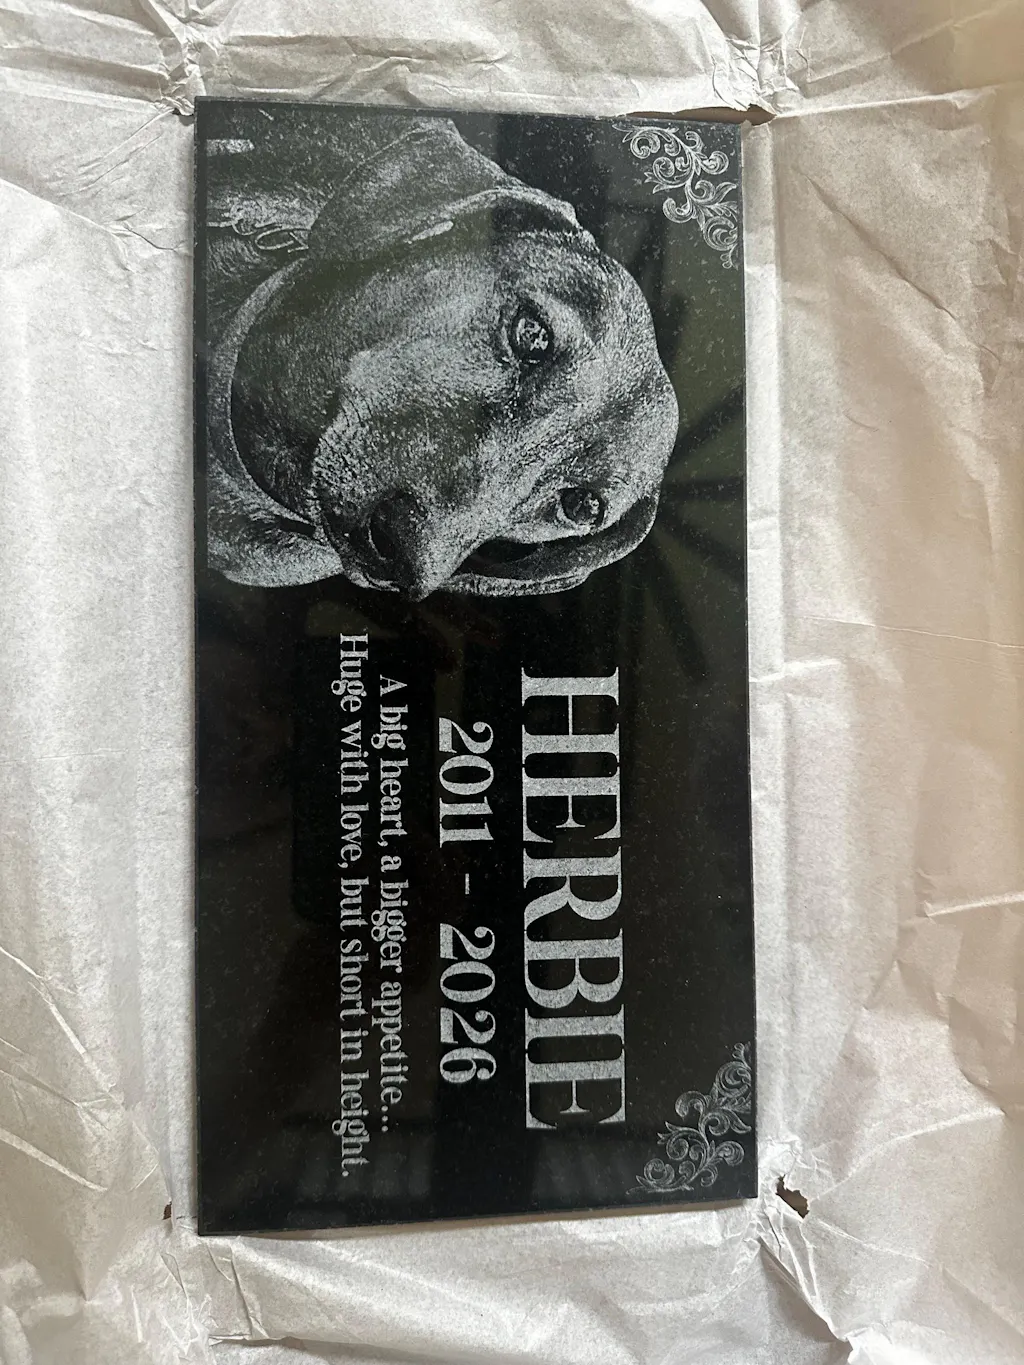 HERBIE
2011 - 2026
A big heart, a bigger appetite...
Huge with love, but short in height.